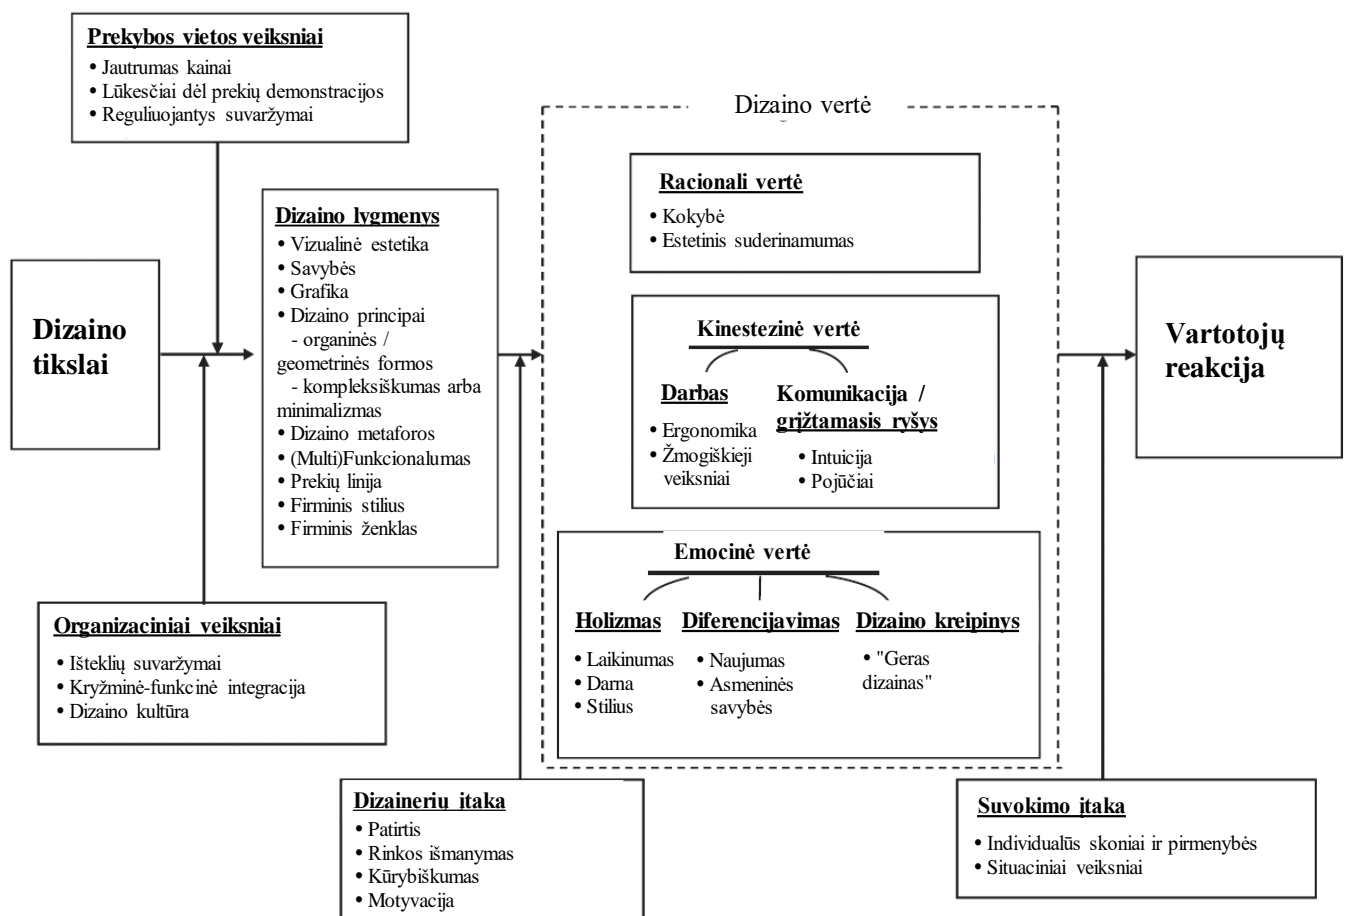 Prekybos vietos veiksniai
• Jautrumas kainai
• Lūkesčiai dėl prekių demonstracijos
• Reguliuojantys suvaržymai
Dizaino tikslai
Dizaino lygmenys
• Vizualinė estetika
• Savybės
• Grafika
• Dizaino principai
- organinės /
geometrinės formos
- kompleksiškumas arba
minimalizmas
• Dizaino metaforos
• (Multi)Funkcionalumas
• Prekių linija
• Firminis stilius
• Firminis ženklas
Organizaciniai veiksniai
• Išteklių suvaržymai
• Kryžminė-funkcinė integracija
• Dizaino kultūra
Dizainerių įtaka
• Patirtis
• Rinkos išmanymas
• Kūrybiškumas
• Motyvacija
Dizaino vertė
Racionali vertė
• Kokybė
• Estetinis suderinamumas
Kinestezinė vertė
Darbas
• Ergonomika
• Žmogiškieji
veiksniai
Komunikacija /
grįžtamasis ryšys
• Intuicija
• Pojūčiai
Emocinė vertė
Holizmas
• Laikinumas
• Darna
• Stilius
Diferencijavimas
• Naujumas
• Asmeninės
savybės
Dizaino kreipinys
• "Geras
dizainas"
Vartotojų
reakcija
Suvokimo įtaka
• Individualūs skoniai ir pirmenybės
• Situaciniai veiksniai